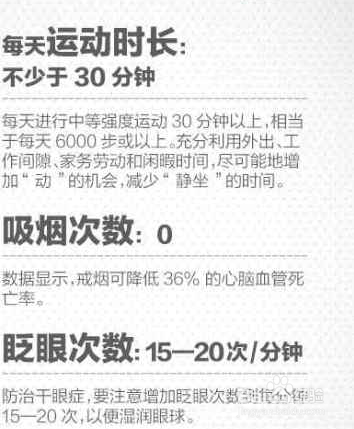 每天运动时长:
不少于 30 分钟
每天进行中等强度运动 30 分钟以上,相当
于每天 6000 步或以上。充分利用外出、工
作间隙、家务劳动和闲暇时间,尽可能地增
加“ 动 ”的机会,减少“ 静坐 ”的时间。
吸烟次数: 0
数据显示,戒烟可降低 36% 的心脑血管死
亡率。
眨眼次数: 15—20次/分钟
防治干眼症,要注意增加眨眼次数到每分钟
15—20 次,以便湿润眼球。